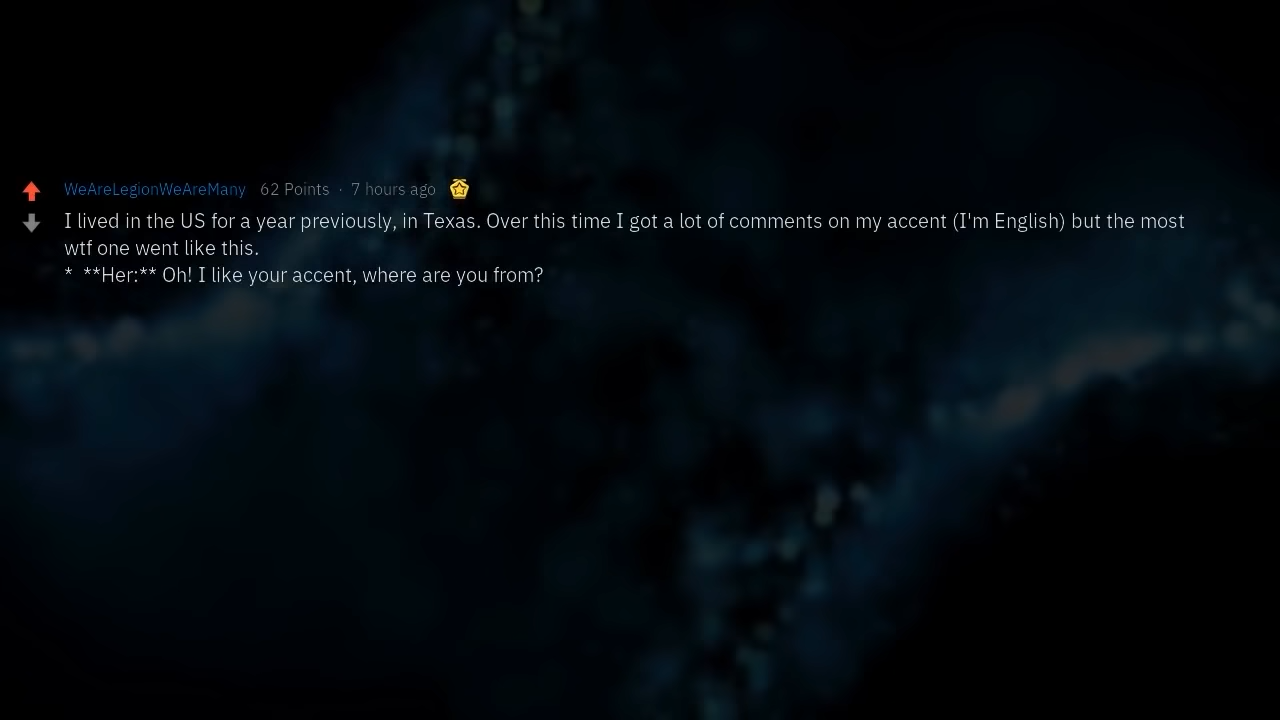 WeAreLegionWeAreMany 62 Points · 7 hours ago
I lived in the US for a year previously, in Texas. Over this time I got a lot of comments on my accent (I'm English) but the most
wtf one went like this.
* **Her:** Oh! I like your accent, where are you from?